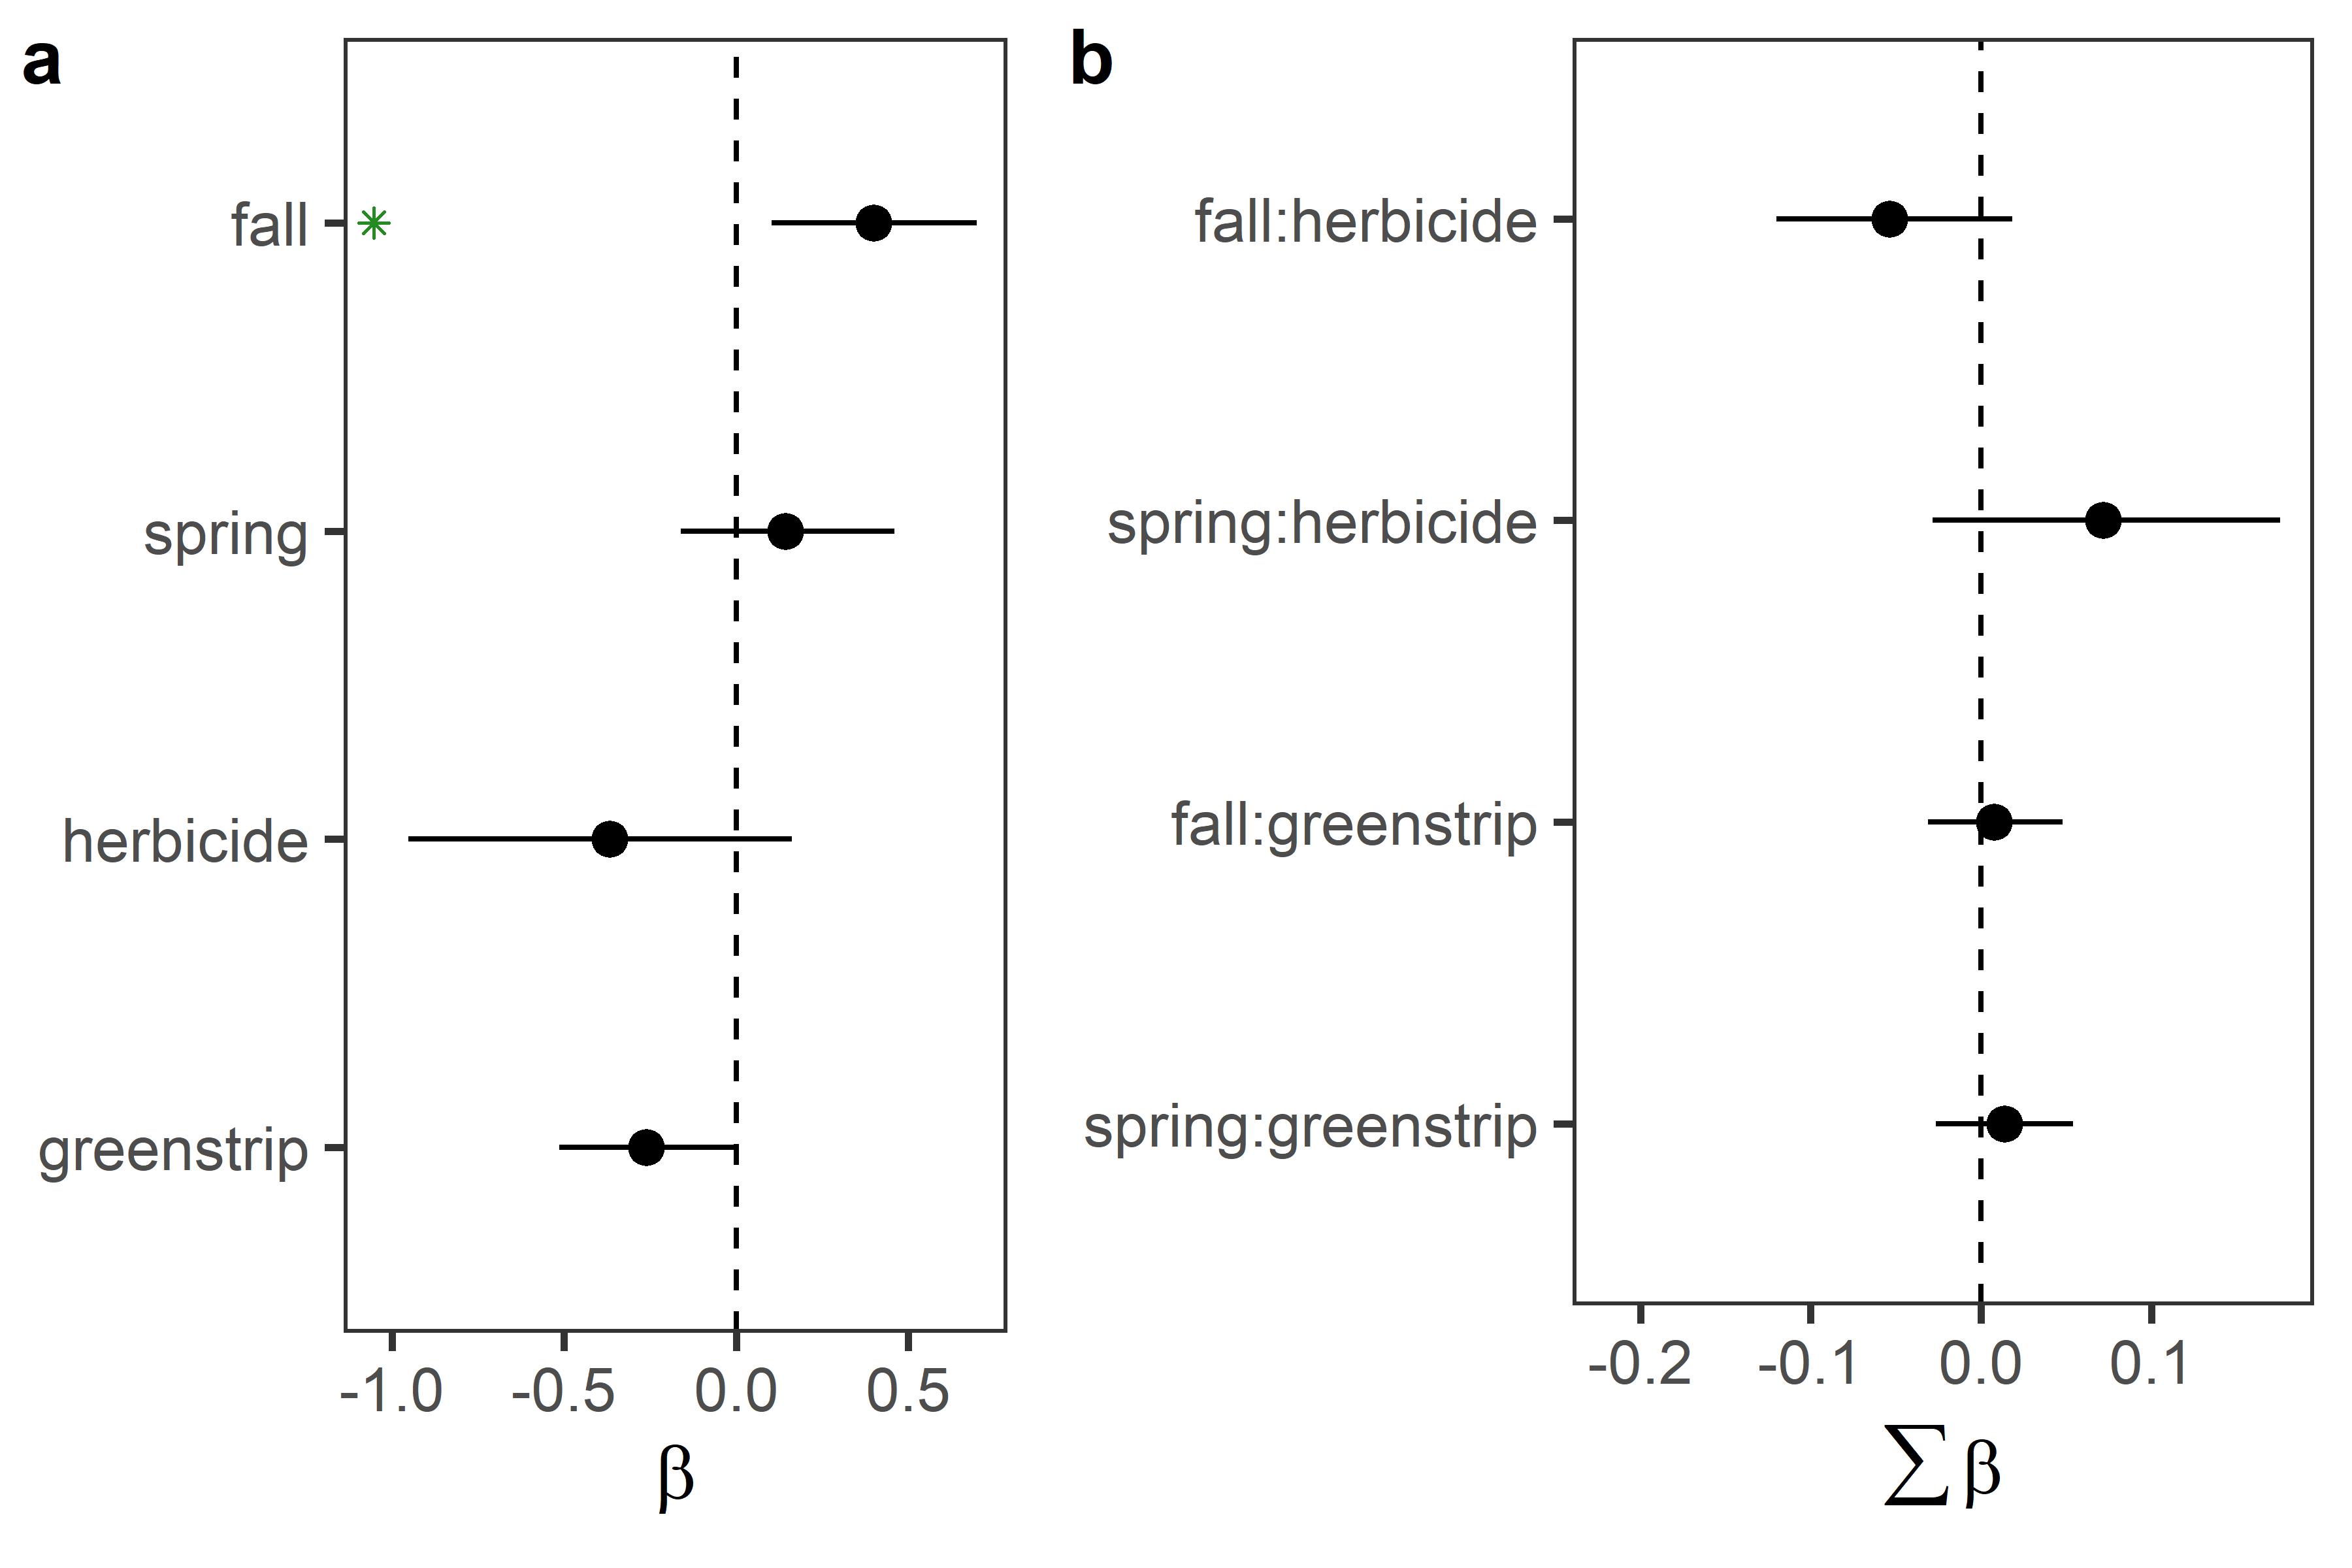 a
fall
spring
herbicide
greenstrip
-1.0 -0.5 0.0 0.5
β
b
fall:herbicide
spring:herbicide
fall:greenstrip
spring:greenstrip
-0.2 -0.1 0.0 0.1
∑ β